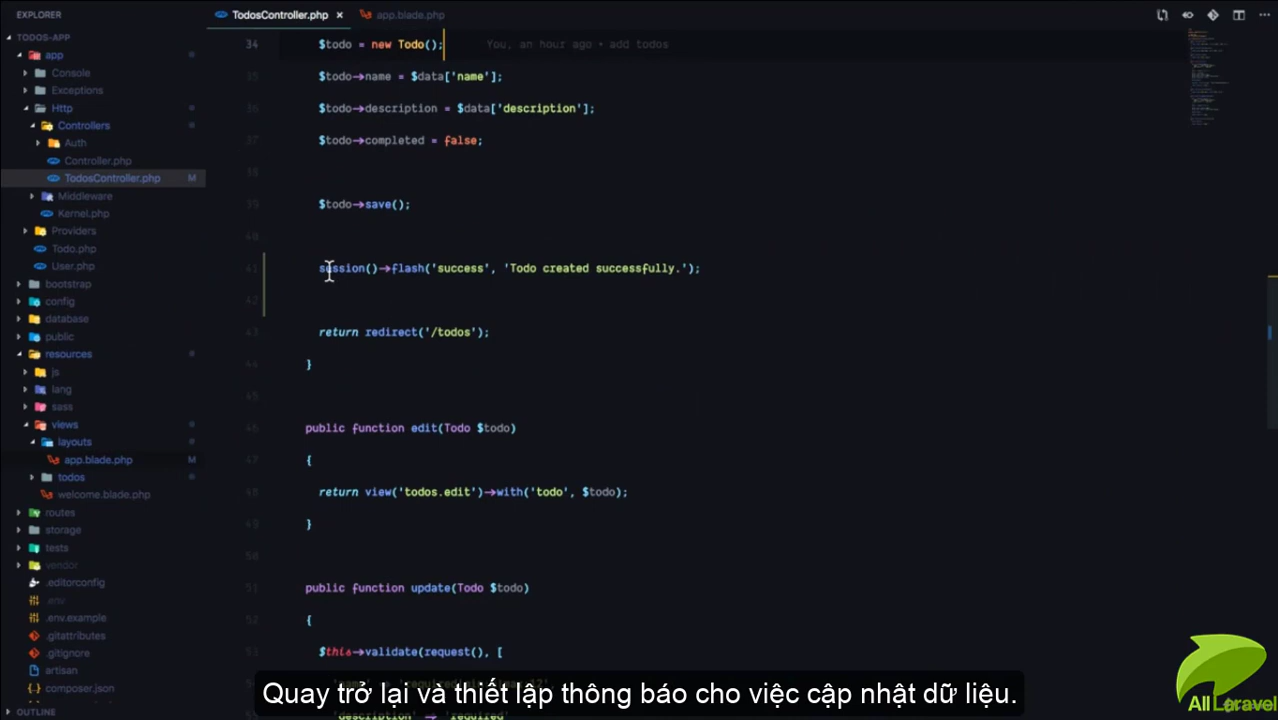 EXPLORER
TodosController.php ×
app.blade.php
TODOS-APP
app
Console
Exceptions
Http
Controllers
Auth
Controller.php
TodosController.php M
Middleware
Kernel.php
Providers
Todo.php
User.php
bootstrap
config
database
public
resources
js
lang
sass
views
layouts
app.blade.php M
todos
welcome.blade.php
routes
storage
tests
vendor
.editorconfig
.env
.env.example
.gitattributes
.gitignore
artisan
composer.json
OUTLINE
34 $todo = new Todo(); You, an hour ago • add todos
35 $todo->name = $data['name'];
36 $todo->description = $data['description'];
37 $todo->completed = false;
38
39 $todo->save();
40
41 session()->flash('success', 'Todo created successfully.');
42
43 return redirect('/todos');
44 }
45
46 public function edit(Todo $todo)
47 {
48 return view('todos.edit')->with('todo', $todo);
49 }
50
51 public function update(Todo $todo)
52 {
53 $this->validate(request(), [
'description' => 'required'
Quay trở lại và thiết lập thông báo cho việc cập nhật dữ liệu.
All Laravel